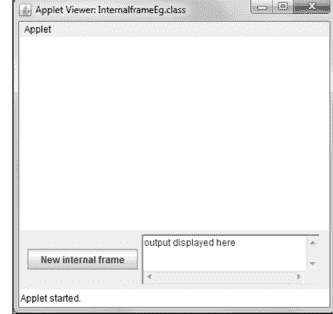 Applet Viewer: InternalframeEg.class
Applet
output displayed here
New internal frame
Applet started.